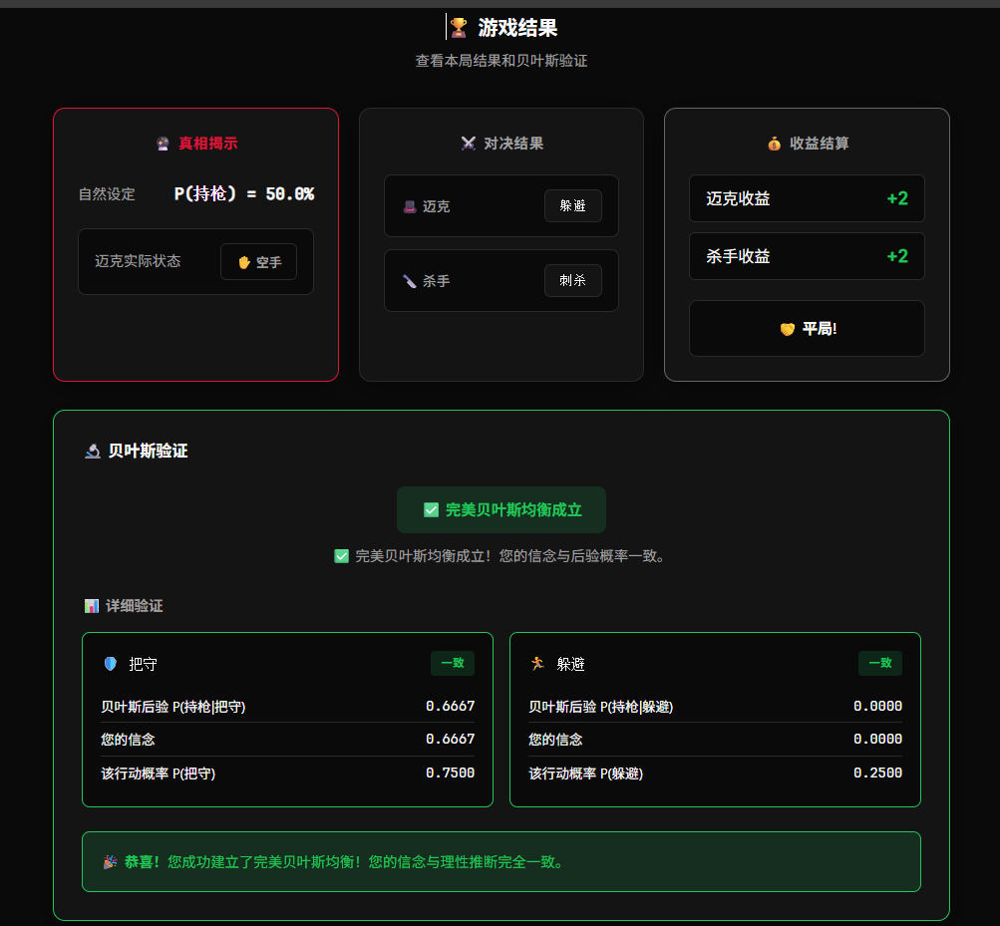 🏆 游戏结果
查看本局结果和贝叶斯验证
🔮 真相揭示
自然设定 P(持枪) = 50.0%
迈克实际状态 ✋ 空手
⚔️ 对决结果
🎩 迈克 躲避
🔪 杀手 刺杀
💰 收益结算
迈克收益 +2
杀手收益 +2
🤝 平局!
🔬 贝叶斯验证
✅ 完美贝叶斯均衡成立
✅ 完美贝叶斯均衡成立！您的信念与后验概率一致。
📊 详细验证
🛡️ 把守 一致
贝叶斯后验 P(持枪|把守) 0.6667
您的信念 0.6667
该行动概率 P(把守) 0.7500
🏃 躲避 一致
贝叶斯后验 P(持枪|躲避) 0.0000
您的信念 0.0000
该行动概率 P(躲避) 0.2500
🎉 恭喜！您成功建立了完美贝叶斯均衡！您的信念与理性推断完全一致。